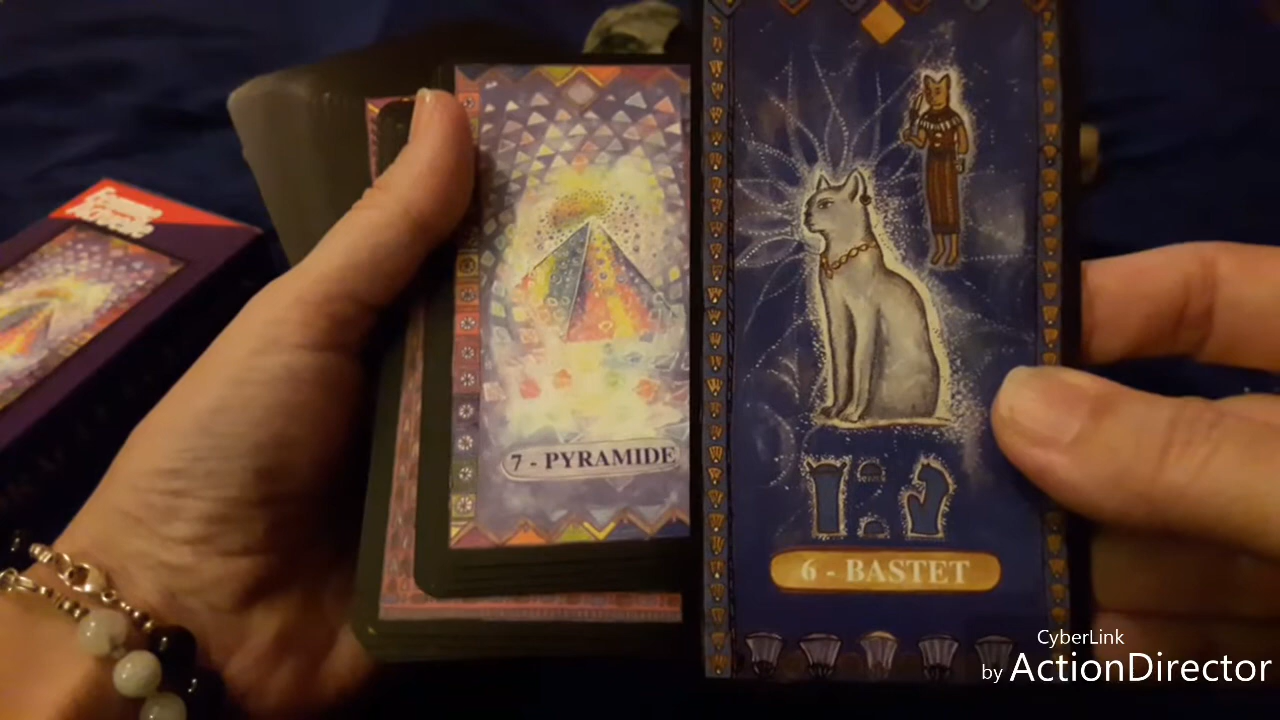 7 - PYRAMIDE
6 - BASTET
CyberLink
by ActionDirector